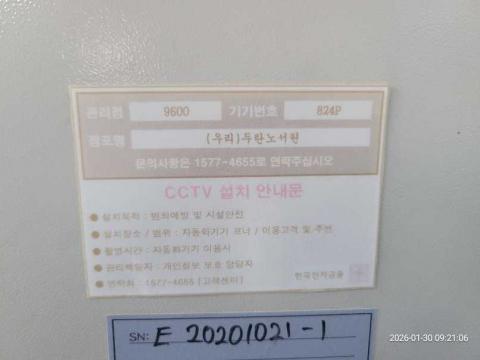 관리점 9600 기기번호 824P
점포명 (우리)두란노서원
문의사항은 1577-4655로 연락주십시오
CCTV 설치 안내문
● 설치목적 : 범죄예방 및 시설안전
● 설치장소 / 범위 : 자동화기기 코너 / 이용고객 및 주변
● 촬영시간 : 자동화기기 이용시
● 관리책임자 : 개인정보 보호 담당자
● 연락처 : 1577-4655 [고객센터]
한국전자금융
SN: E 20201021-1
2026-01-30 09:21:06